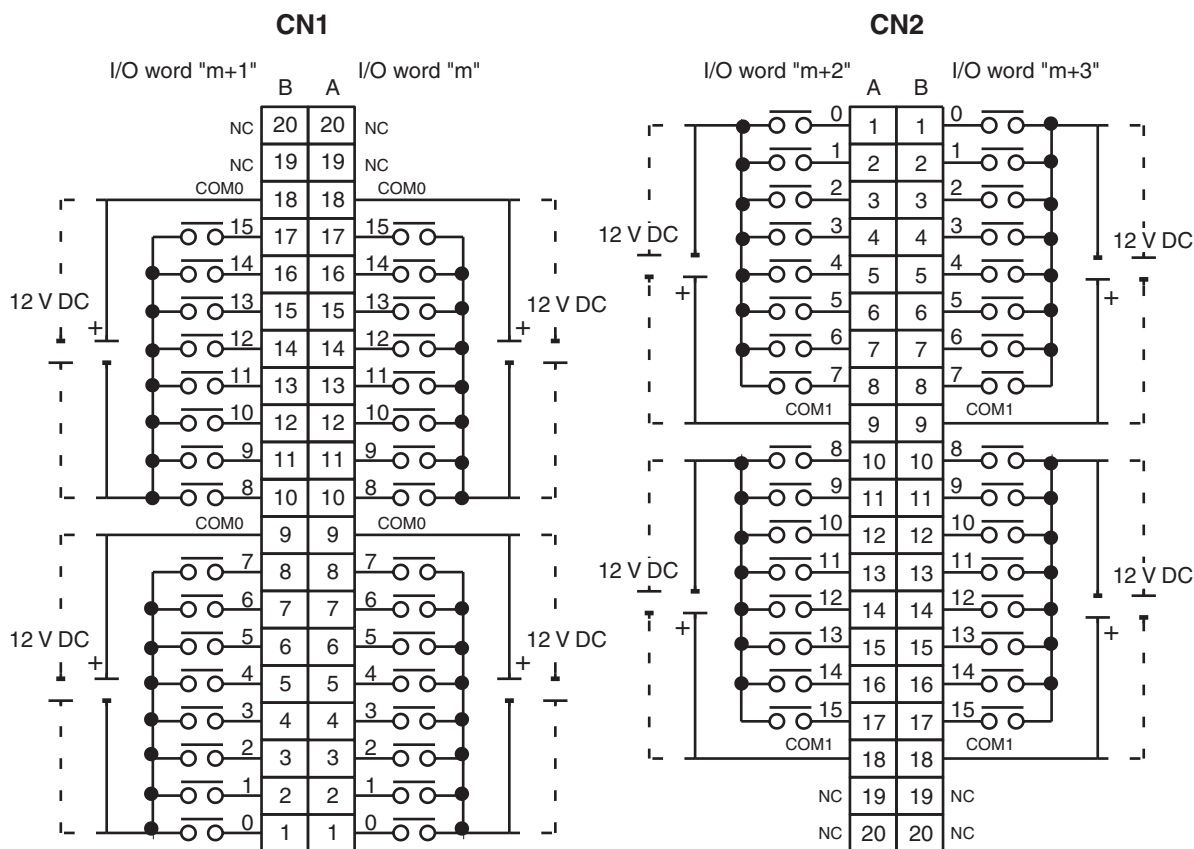 CN1
I/O word "m+1" B A I/O word "m"
NC 20 20 NC
NC 19 19 NC
COM0 18 18 COM0
15 17 17 15
14 16 16 14
13 15 15 13
12 V DC 12 V DC
+ 12 14 14 12 +
11 13 13 11
10 12 12 10
9 11 11 9
8 10 10 8
COM0 9 9 COM0
7 8 8 7
6 7 7 6
5 6 6 5
12 V DC 12 V DC
+ 4 5 5 4 +
3 4 4 3
2 3 3 2
1 2 2 1
0 1 1 0
CN2
I/O word "m+2" A B I/O word "m+3"
0 1 1 0
1 2 2 1
2 3 3 2
12 V DC 3 4 4 3 12 V DC
4 5 5 4
+ 5 6 6 5 +
6 7 7 6
7 8 8 7
COM1 9 9 COM1
8 10 10 8
9 11 11 9
10 12 12 10
12 V DC 11 13 13 11 12 V DC
12 14 14 12
+ 13 15 15 13 +
14 16 16 14
15 17 17 15
COM1 18 18 COM1
NC 19 19 NC
NC 20 20 NC